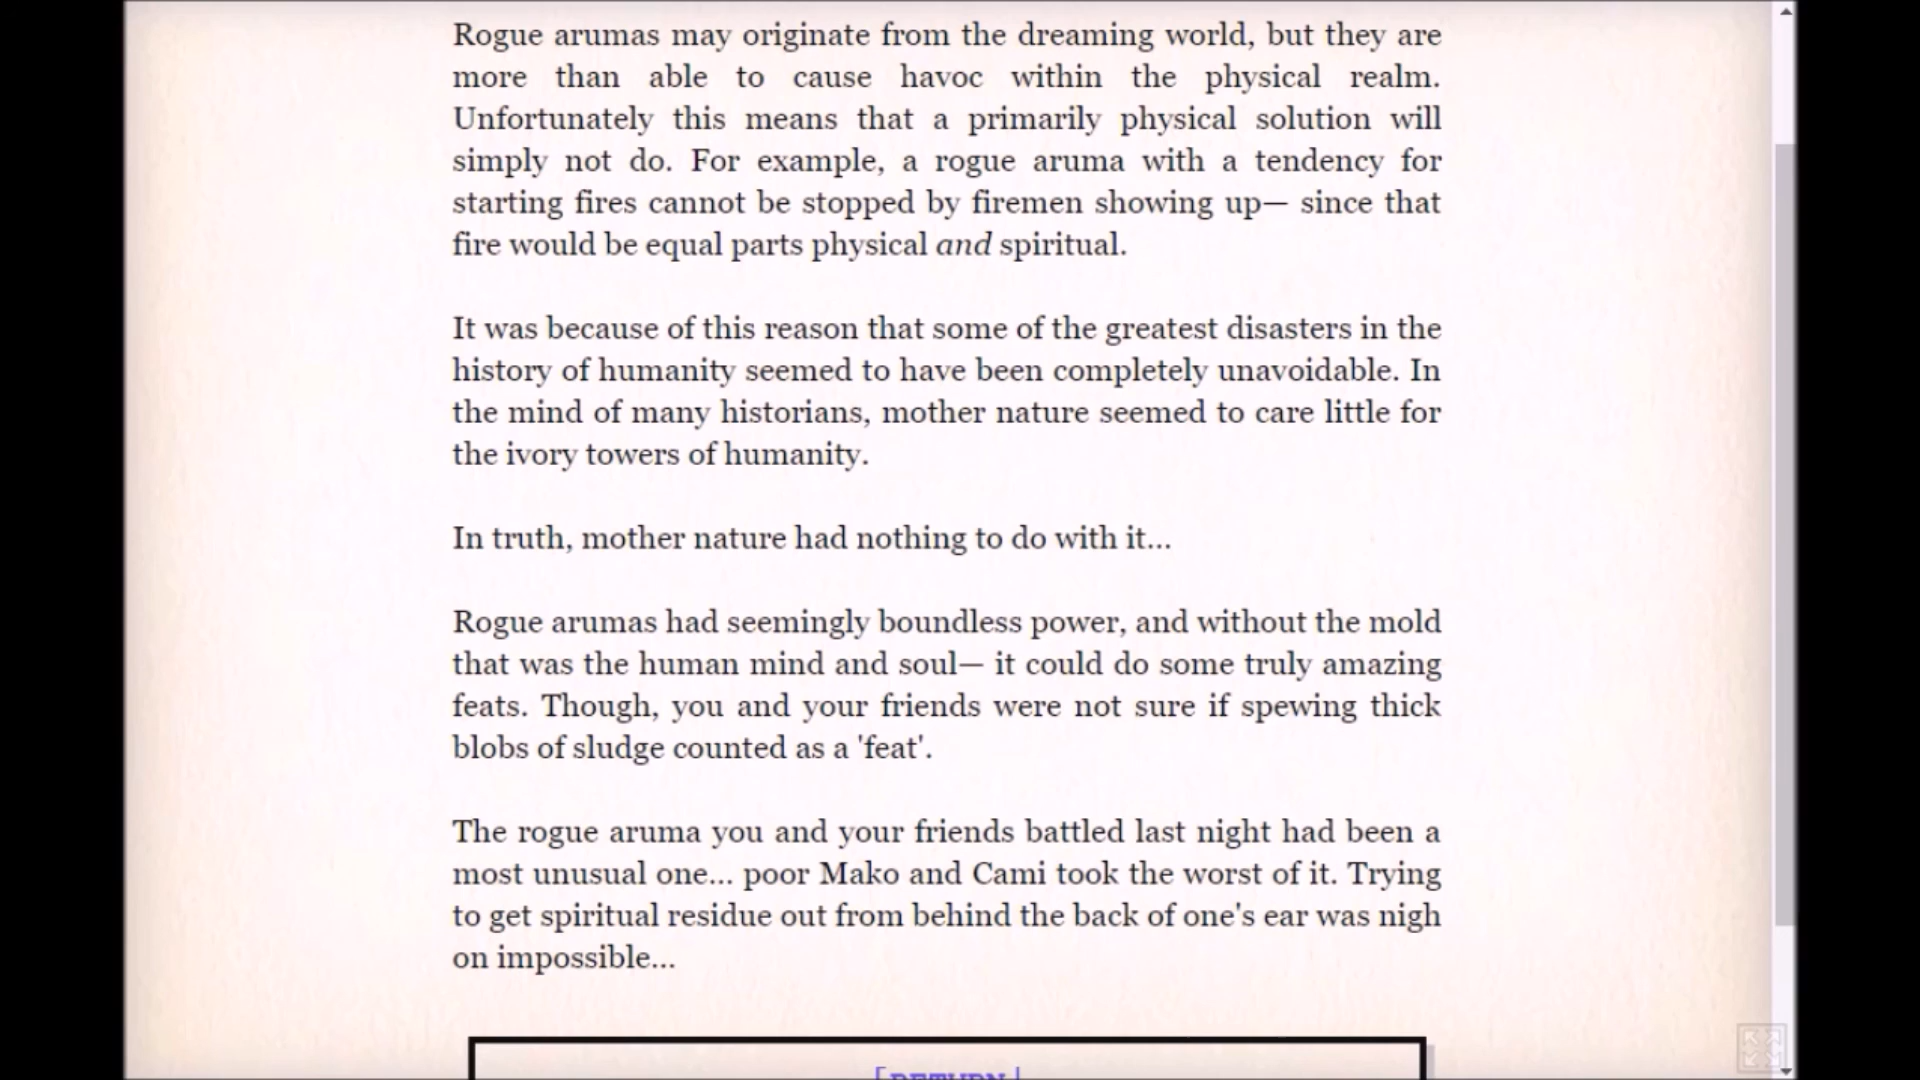 Rogue arumas may originate from the dreaming world, but they are
more than able to cause havoc within the physical realm.
Unfortunately this means that a primarily physical solution will
simply not do. For example, a rogue aruma with a tendency for
starting fires cannot be stopped by firemen showing up— since that
fire would be equal parts physical and spiritual.
It was because of this reason that some of the greatest disasters in the
history of humanity seemed to have been completely unavoidable. In
the mind of many historians, mother nature seemed to care little for
the ivory towers of humanity.
In truth, mother nature had nothing to do with it...
Rogue arumas had seemingly boundless power, and without the mold
that was the human mind and soul— it could do some truly amazing
feats. Though, you and your friends were not sure if spewing thick
blobs of sludge counted as a 'feat'.
The rogue aruma you and your friends battled last night had been a
most unusual one... poor Mako and Cami took the worst of it. Trying
to get spiritual residue out from behind the back of one's ear was nigh
on impossible...
[RETURN]